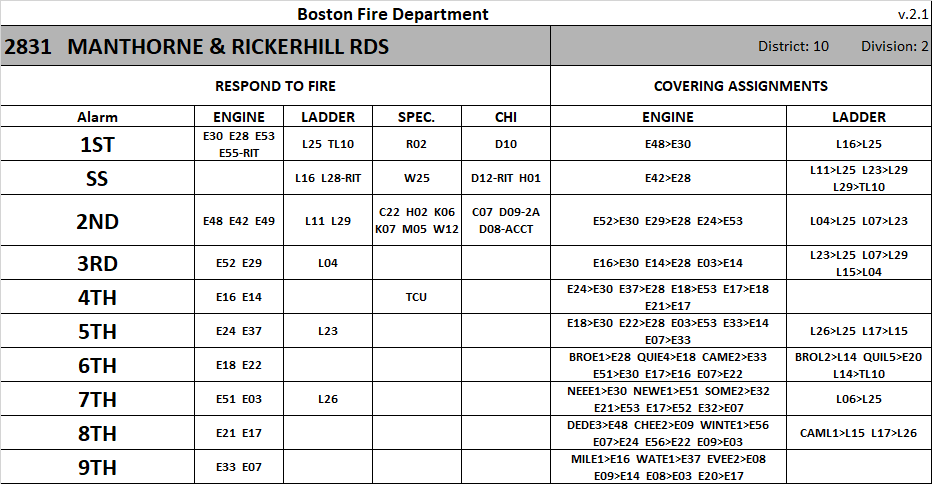 Boston Fire Department v.2.1
2831 MANTHORNE & RICKERHILL RDS District: 10 Division: 2
RESPOND TO FIRE COVERING ASSIGNMENTS
Alarm ENGINE LADDER SPEC. CHI ENGINE LADDER
1ST E30 E28 E53 L25 TL10 R02 D10 E48>E30 L16>L25
E55-RIT
SS L16 L28-RIT W25 D12-RIT H01 E42>E28 L11>L25 L23>L29
L29>TL10
2ND E48 E42 E49 L11 L29 C22 H02 K06 C07 D09-2A E52>E30 E29>E28 E24>E53 L04>L25 L07>L23
K07 M05 W12 D08-ACCT
3RD E52 E29 L04 E16>E30 E14>E28 E03>E14 L23>L25 L07>L29
L15>L04
4TH E16 E14 TCU E24>E30 E37>E28 E18>E53 E17>E18
E21>E17
5TH E24 E37 L23 E18>E30 E22>E28 E03>E53 E33>E14 L26>L25 L17>L15
E07>E33
6TH E18 E22 BROE1>E28 QUIE4>E18 CAME2>E33 BROL2>L14 QUIL5>E20
E51>E30 E17>E16 E07>E22 L14>TL10
7TH E51 E03 L26 NEEE1>E30 NEWE1>E51 SOME2>E32 L06>L25
E21>E53 E17>E52 E32>E07
8TH E21 E17 DEDE3>E48 CHEE2>E09 WINTE1>E56 CAML1>L15 L17>L26
E07>E24 E56>E22 E09>E03
9TH E33 E07 MILE1>E16 WATE1>E37 EVEE2>E08
E09>E14 E08>E03 E20>E17